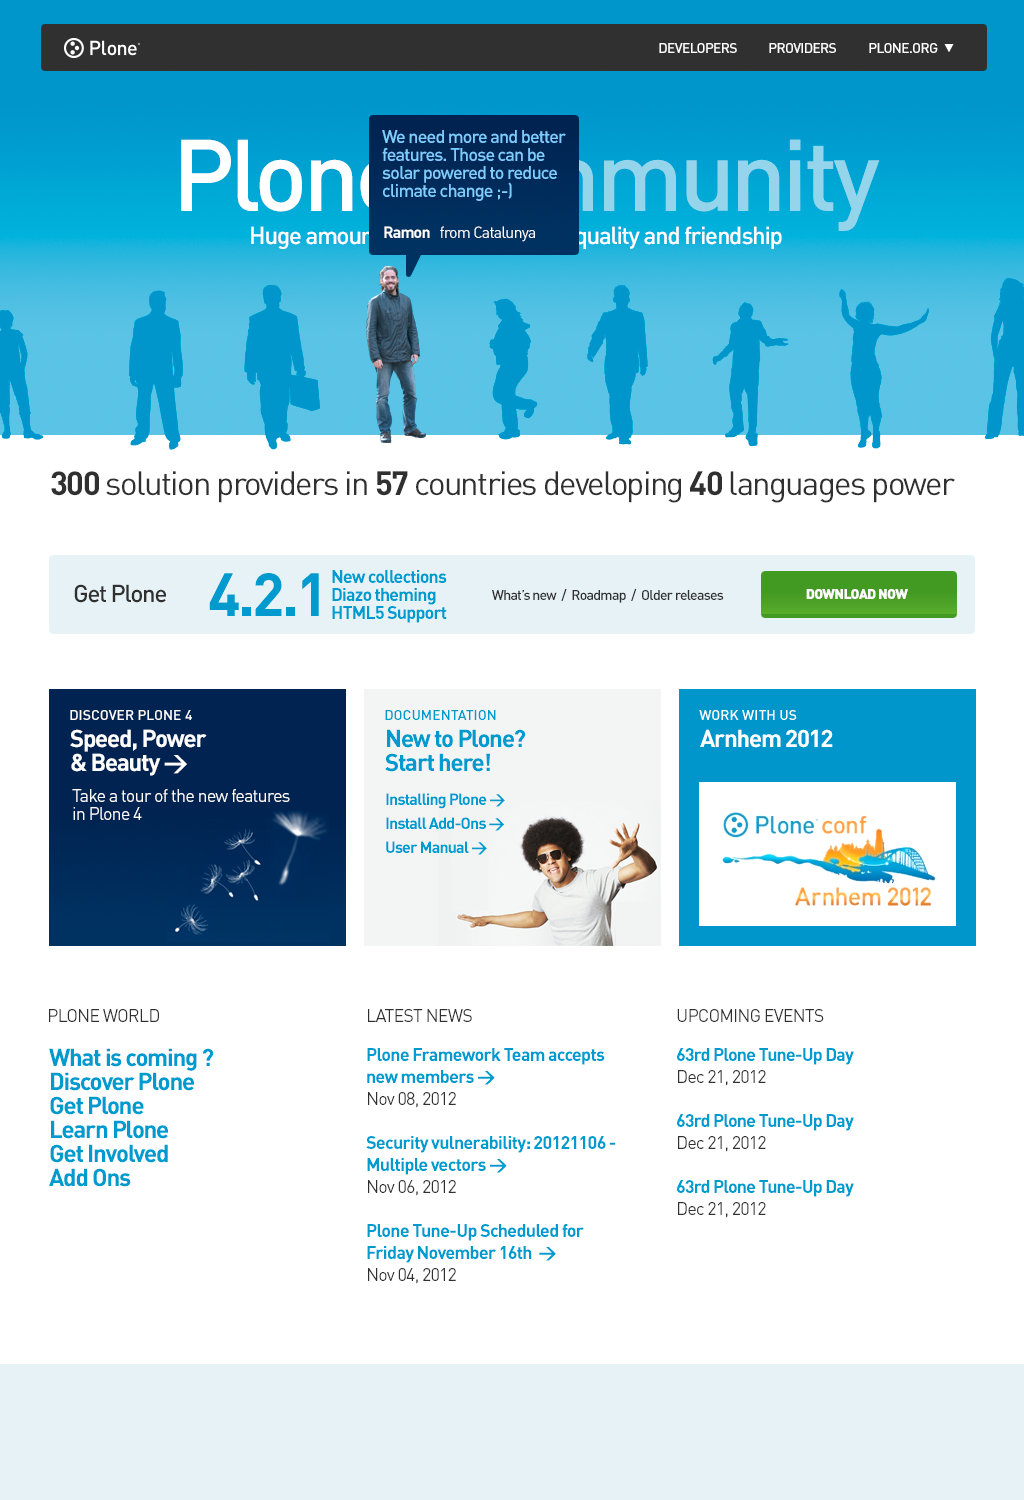 Plone
DEVELOPERS PROVIDERS PLONE.ORG ▼
We need more and better
features. Those can be
solar powered to reduce
climate change ;-)
Ramon from Catalunya
Huge
quality and friendship
300 solution providers in 57 countries developing 40 languages power
Get Plone
4.2.1
New collections
Diazo theming
HTML5 Support
What's new / Roadmap / Older releases
DOWNLOAD NOW
DISCOVER PLONE 4
Speed, Power
& Beauty →
Take a tour of the new features
in Plone 4
DOCUMENTATION
New to Plone?
Start here!
Installing Plone →
Install Add-Ons →
User Manual →
WORK WITH US
Arnhem 2012
Plone conf
Arnhem 2012
PLONE WORLD
What is coming ?
Discover Plone
Get Plone
Learn Plone
Get Involved
Add Ons
LATEST NEWS
Plone Framework Team accepts
new members →
Nov 08, 2012
Security vulnerability: 20121106 -
Multiple vectors →
Nov 06, 2012
Plone Tune-Up Scheduled for
Friday November 16th →
Nov 04, 2012
UPCOMING EVENTS
63rd Plone Tune-Up Day
Dec 21, 2012
63rd Plone Tune-Up Day
Dec 21, 2012
63rd Plone Tune-Up Day
Dec 21, 2012